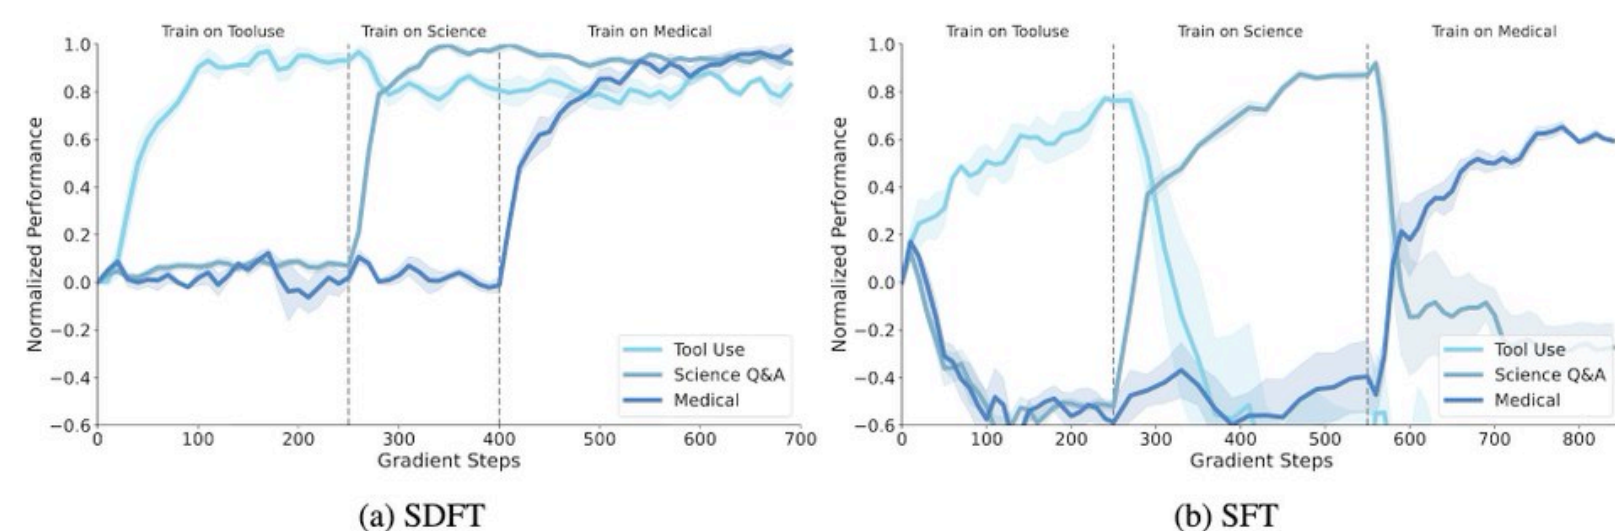 Train on Tooluse
Train on Science
Train on Medical
1.0
0.8
0.6
0.4
0.2
0.0
−0.2
−0.4
−0.6
Normalized Performance
Tool Use
Science Q&A
Medical
0
100
200
300
400
500
600
700
Gradient Steps
(a) SDFT
Train on Tooluse
Train on Science
Train on Medical
1.0
0.8
0.6
0.4
0.2
0.0
−0.2
−0.4
−0.6
Normalized Performance
Tool Use
Science Q&A
Medical
0
100
200
300
400
500
600
700
800
Gradient Steps
(b) SFT